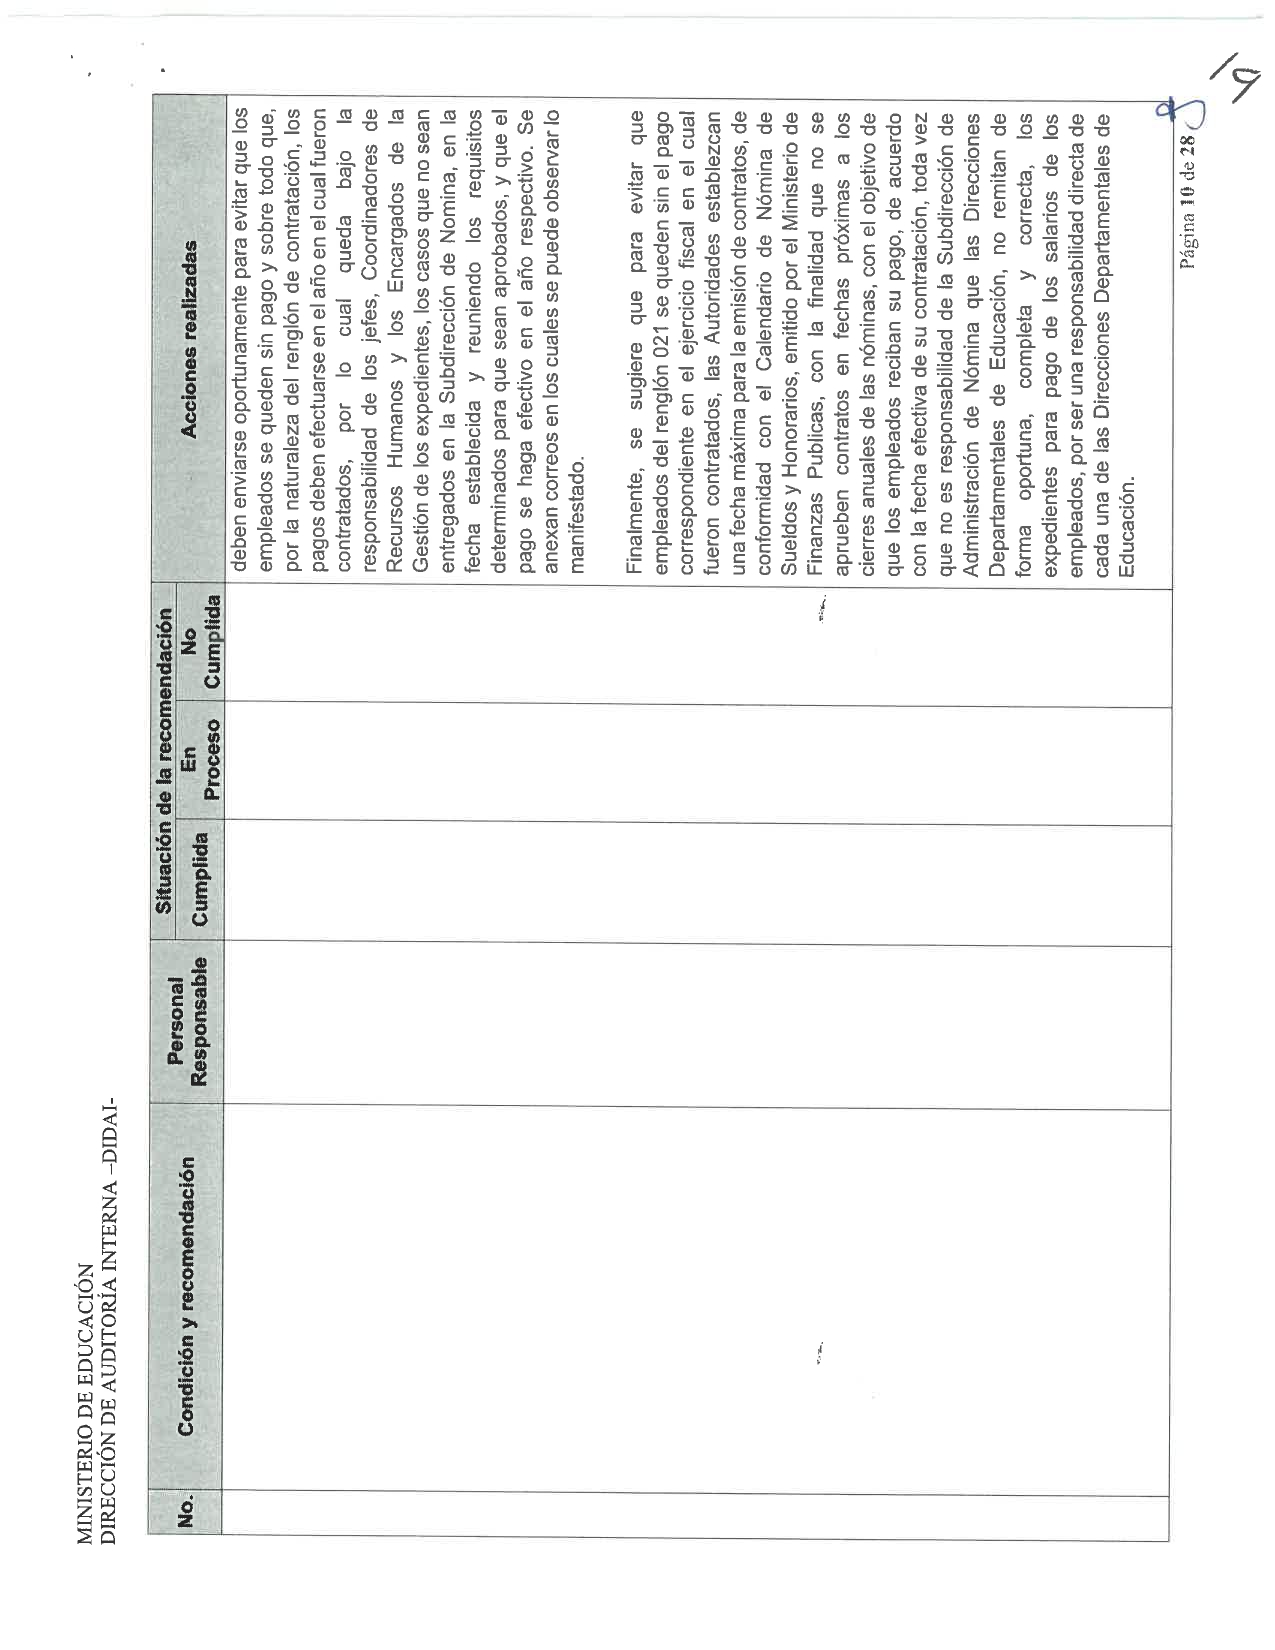 MINISTERIO DE EDUCACIÓN
DIRECCIÓN DE AUDITORÍA INTERNA –DIDAI-
No.
Condición y recomendación
Personal
Responsable
Situación de la recomendación
Cumplida
En
Proceso
No
Cumplida
Acciones realizadas
deben enviarse oportunamente para evitar que los
empleados se queden sin pago y sobre todo que,
por la naturaleza del renglón de contratación, los
pagos deben efectuarse en el año en el cual fueron
contratados, por lo cual queda bajo la
responsabilidad de los jefes, Coordinadores de
Recursos Humanos y los Encargados de la
Gestión de los expedientes, los casos que no sean
entregados en la Subdirección de Nomina, en la
fecha establecida y reuniendo los requisitos
determinados para que sean aprobados, y que el
pago se haga efectivo en el año respectivo. Se
anexan correos en los cuales se puede observar lo
manifestado.
Finalmente, se sugiere que para evitar que
empleados del renglón 021 se queden sin el pago
correspondiente en el ejercicio fiscal en el cual
fueron contratados, las Autoridades establezcan
una fecha máxima para la emisión de contratos, de
conformidad con el Calendario de Nómina de
Sueldos y Honorarios, emitido por el Ministerio de
Finanzas Publicas, con la finalidad que no se
aprueben contratos en fechas próximas a los
cierres anuales de las nóminas, con el objetivo de
que los empleados reciban su pago, de acuerdo
con la fecha efectiva de su contratación, toda vez
que no es responsabilidad de la Subdirección de
Administración de Nómina que las Direcciones
Departamentales de Educación, no remitan de
forma oportuna, completa y correcta, los
expedientes para pago de los salarios de los
empleados, por ser una responsabilidad directa de
cada una de las Direcciones Departamentales de
Educación.
Página 10 de 28
19